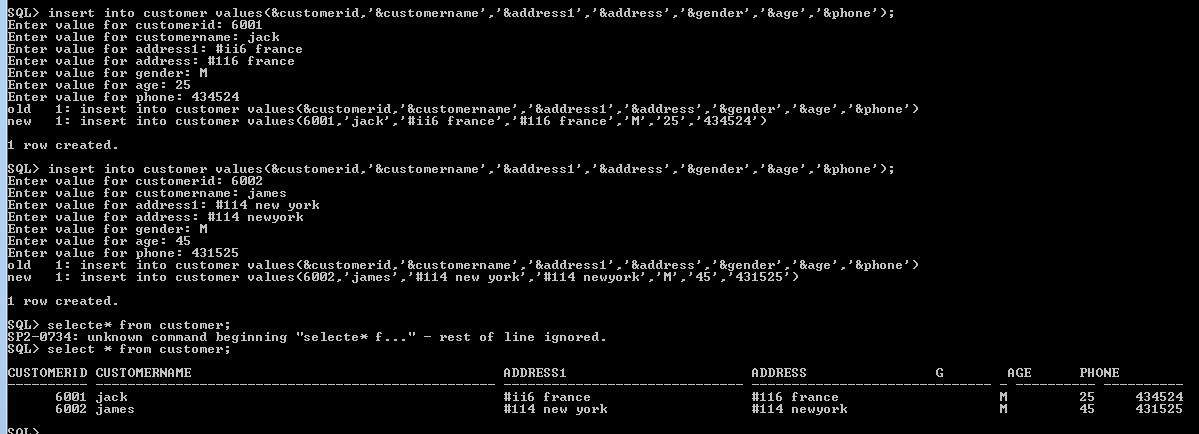 SQL> insert into customer values(&customerid,'&customername','&address1','&address','&gender','&age','&phone');
Enter value for customerid: 6001
Enter value for customername: jack
Enter value for address1: #ii6 france
Enter value for address: #116 france
Enter value for gender: M
Enter value for age: 25
Enter value for phone: 434524
old   1: insert into customer values(&customerid,'&customername','&address1','&address','&gender','&age','&phone')
new   1: insert into customer values(6001,'jack','#ii6 france','#116 france','M','25','434524')
1 row created.
SQL> insert into customer values(&customerid,'&customername','&address1','&address','&gender','&age','&phone');
Enter value for customerid: 6002
Enter value for customername: james
Enter value for address1: #114 new york
Enter value for address: #114 newyork
Enter value for gender: M
Enter value for age: 45
Enter value for phone: 431525
old   1: insert into customer values(&customerid,'&customername','&address1','&address','&gender','&age','&phone')
new   1: insert into customer values(6002,'james','#114 new york','#114 newyork','M','45','431525')
1 row created.
SQL> selecte* from customer;
SP2-0734: unknown command beginning "selecte* f..." - rest of line ignored.
SQL> select * from customer;
CUSTOMERID CUSTOMERNAME ADDRESS1 ADDRESS G AGE PHONE
6001 jack #ii6 france #116 france M 25 434524
6002 james #114 new york #114 newyork M 45 431525
SQL>